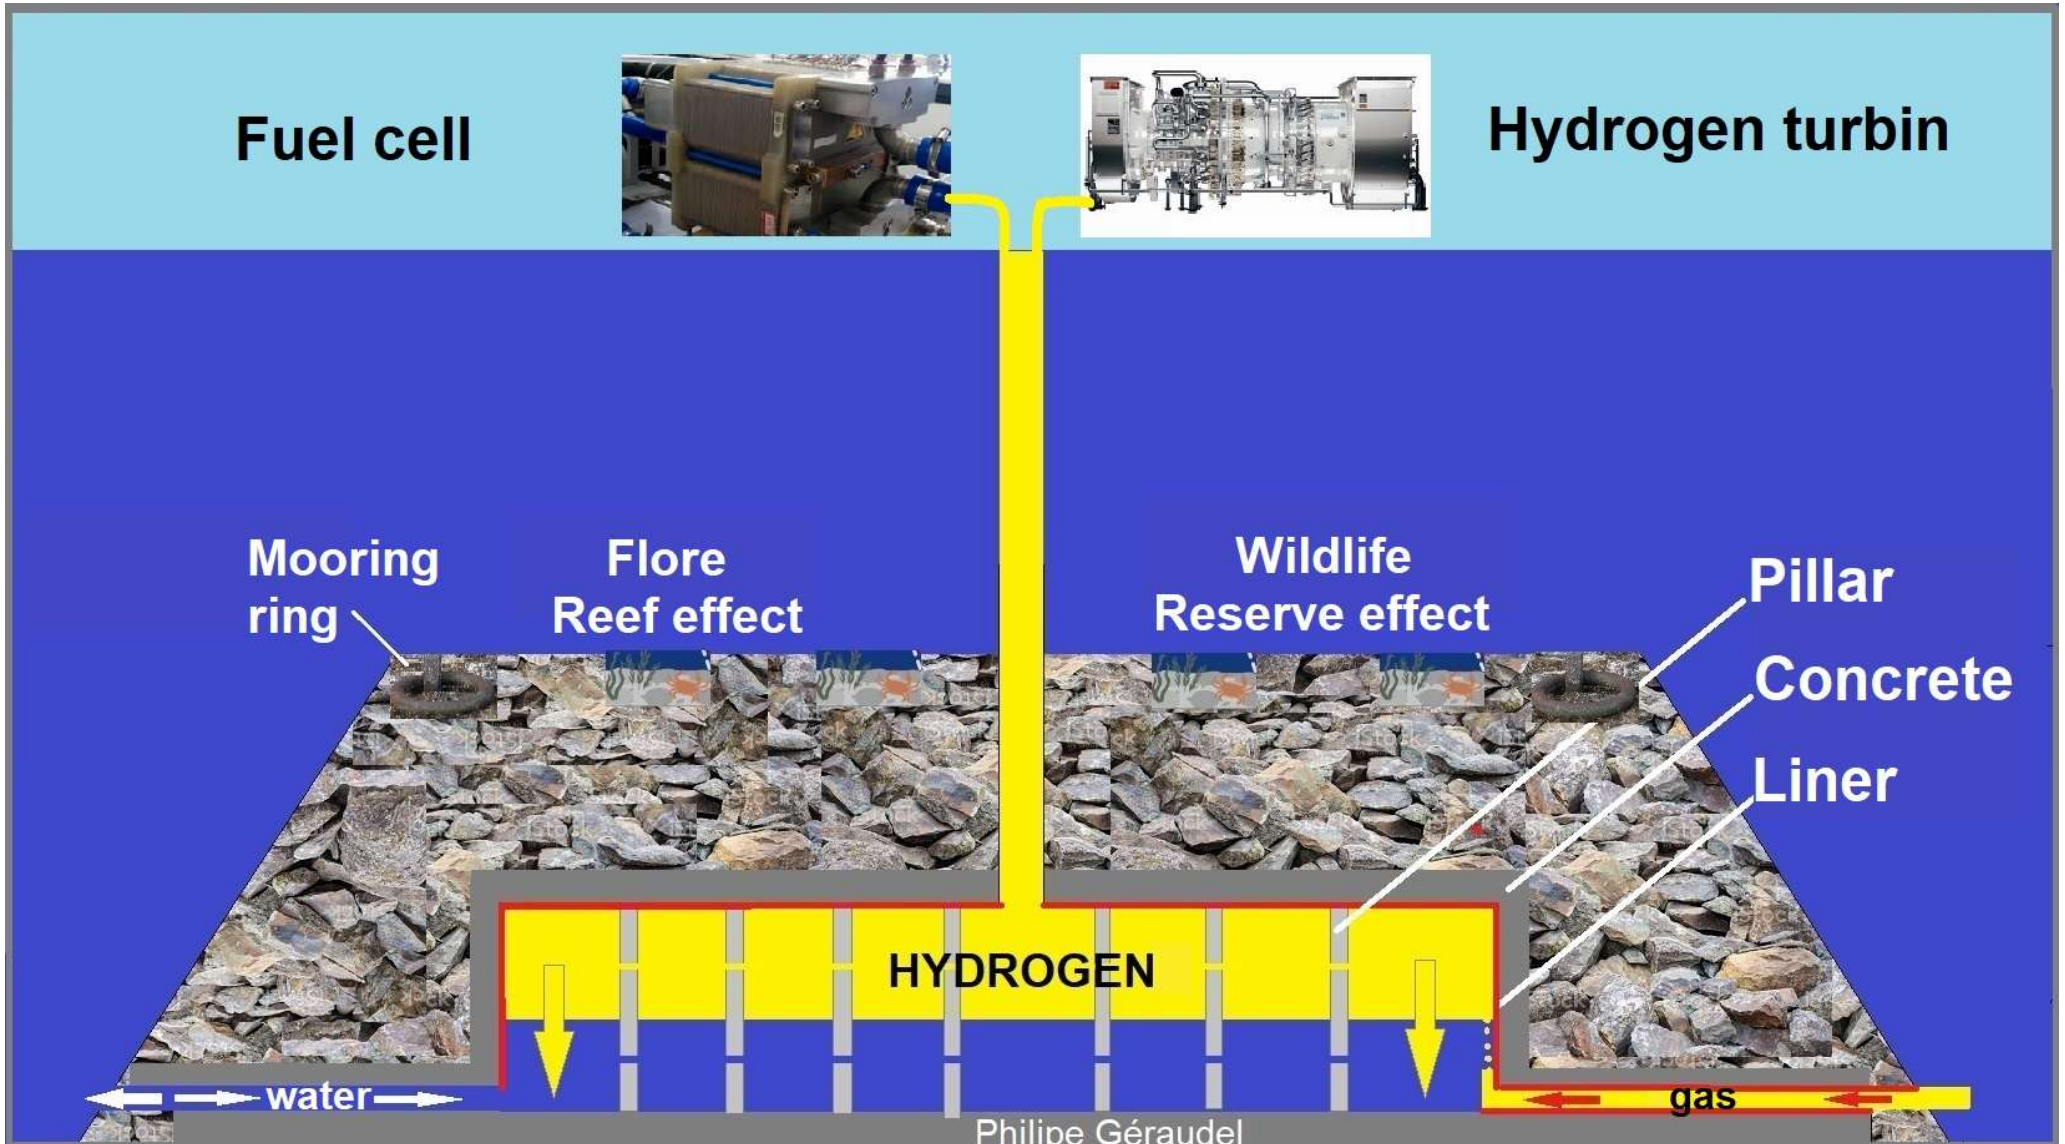 Fuel cell
Hydrogen turbin
Mooring
ring
Flore
Reef effect
Wildlife
Reserve effect
Pillar
Concrete
Liner
HYDROGEN
water
gas
Philipe Géraudel